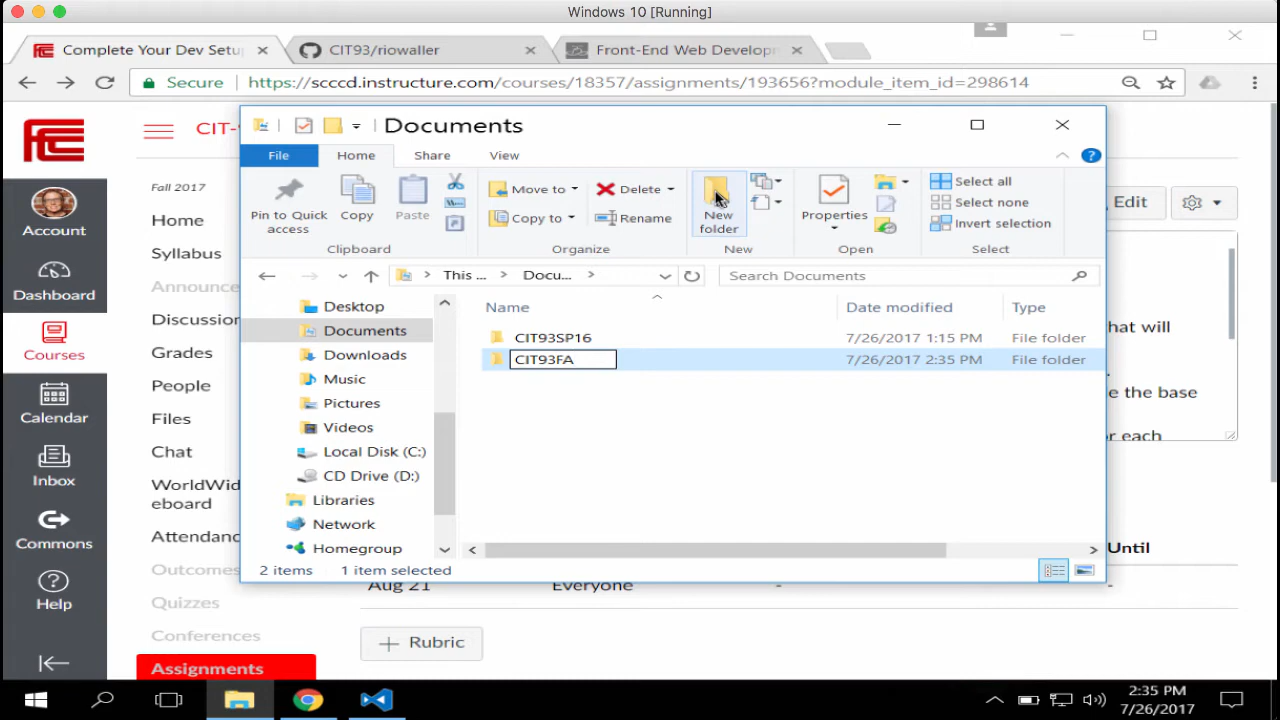 Windows 10 [Running]
Complete Your Dev Setu
CIT93/riowaller
Front-End Web Developm
Secure
https://scccd.instructure.com/courses/18357/assignments/193656?module_item_id=298614
Documents
File
Home
Share
View
Pin to Quick access
Copy
Paste
Clipboard
Move to
Copy to
Delete
Rename
Organize
New folder
New
Properties
Open
Select all
Select none
Invert selection
Select
This ...
Docu...
Search Documents
Desktop
Documents
Downloads
Music
Pictures
Videos
Local Disk (C:)
CD Drive (D:)
Libraries
Network
Homegroup
Name
Date modified
Type
CIT93SP16
7/26/2017 1:15 PM
File folder
CIT93FA
7/26/2017 2:35 PM
File folder
2 items
1 item selected
CIT-
Fall 2017
Home
Syllabus
Announce
Discussion
Grades
People
Files
Chat
WorldWid
eboard
Attendanc
Outcomes
Quizzes
Conferences
Assignments
Account
Dashboard
Courses
Calendar
Inbox
Commons
Help
Edit
hat will
e the base
or each
Until
Aug 21
Everyone
-
-
Rubric
2:35 PM
7/26/2017